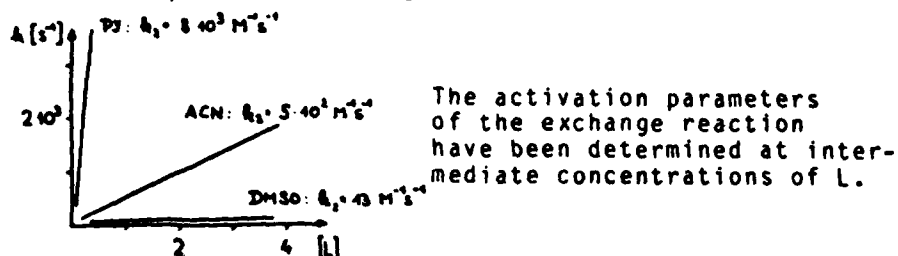 k [s⁻¹]
PY: k₂ = 8 10³ M⁻¹s⁻¹
2·10³
ACN: k₂ = 5·10² M⁻¹s⁻¹
DMSO: k₂ = 13 M⁻¹s⁻¹
2
4
[L]
The activation parameters
of the exchange reaction
have been determined at inter-
mediate concentrations of L.